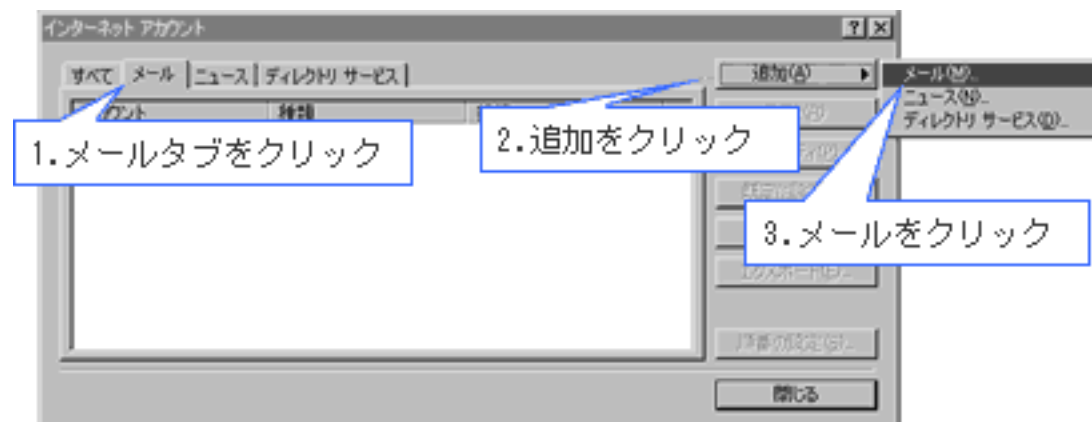 インターネット アカウント
すべて メール ニュース ディレクトリ サービス
追加(A)
メール(M)...
ニュース(N)...
ディレクトリ サービス(D)...
種類
1.メールタブをクリック
2.追加をクリック
3.メールをクリック
閉じる